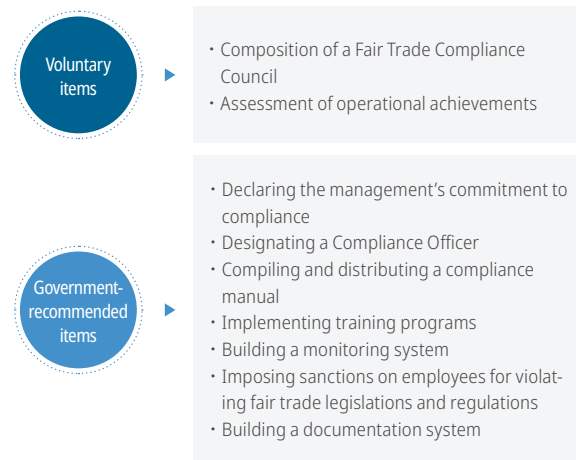 Voluntary
items
・Composition of a Fair Trade Compliance
Council
・Assessment of operational achievements
Government-
recommended
items
・Declaring the management’s commitment to
compliance
・Designating a Compliance Officer
・Compiling and distributing a compliance
manual
・Implementing training programs
・Building a monitoring system
・Imposing sanctions on employees for violat-
ing fair trade legislations and regulations
・Building a documentation system